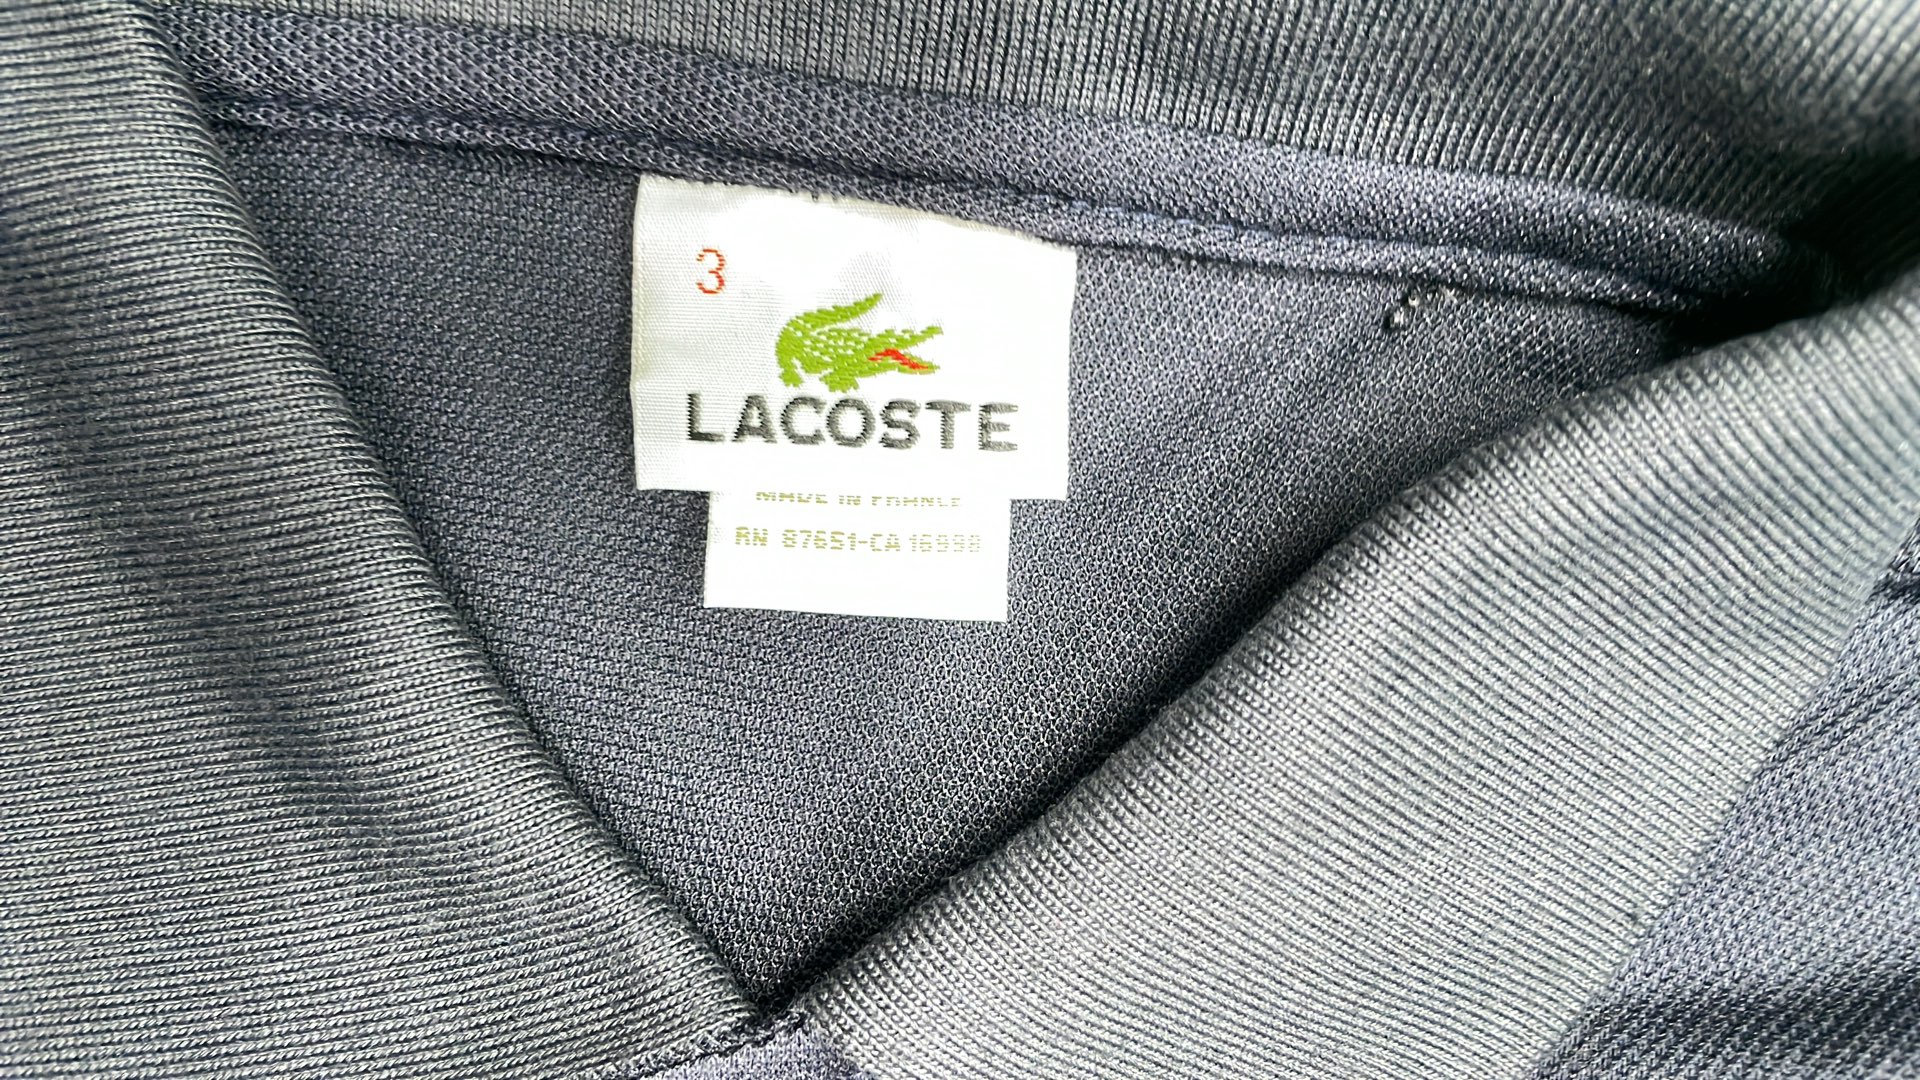 3
LACOSTE
MADE IN FRANCE
RN 87651-CA 16998